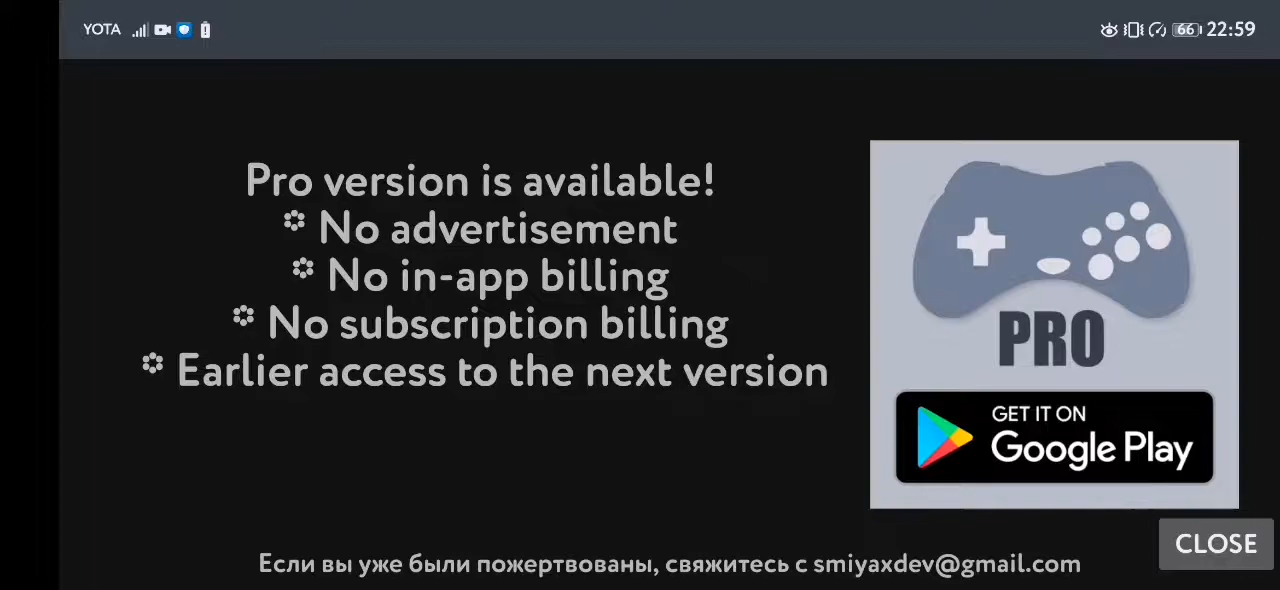 YOTA
66 22:59
Pro version is available!
* No advertisement
* No in-app billing
* No subscription billing
* Earlier access to the next version
PRO
GET IT ON
Google Play
CLOSE
Если вы уже были пожертвованы, свяжитесь с smiyaxdev@gmail.com